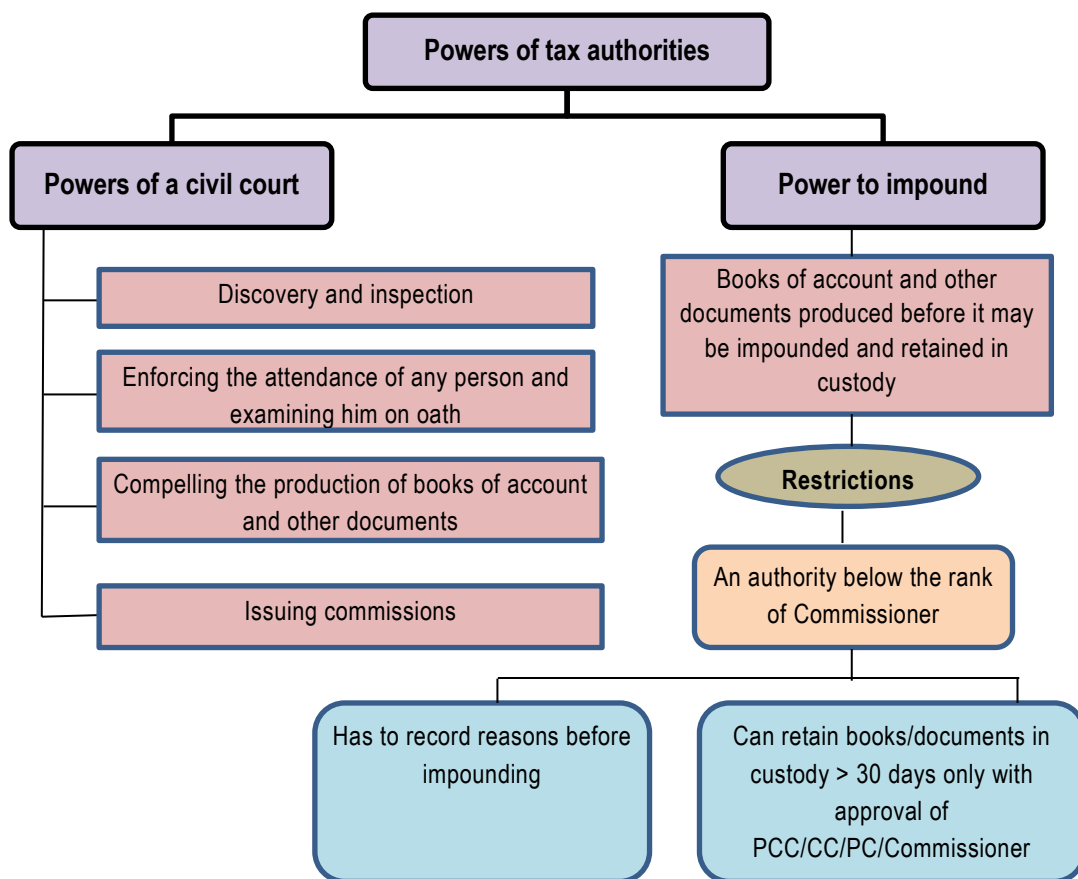 Powers of tax authorities
Powers of a civil court
Discovery and inspection
Enforcing the attendance of any person and
examining him on oath
Compelling the production of books of account
and other documents
Issuing commissions
Power to impound
Books of account and other
documents produced before it may
be impounded and retained in
custody
Restrictions
An authority below the rank
of Commissioner
Has to record reasons before
impounding
Can retain books/documents in
custody > 30 days only with
approval of
PCC/CC/PC/Commissioner